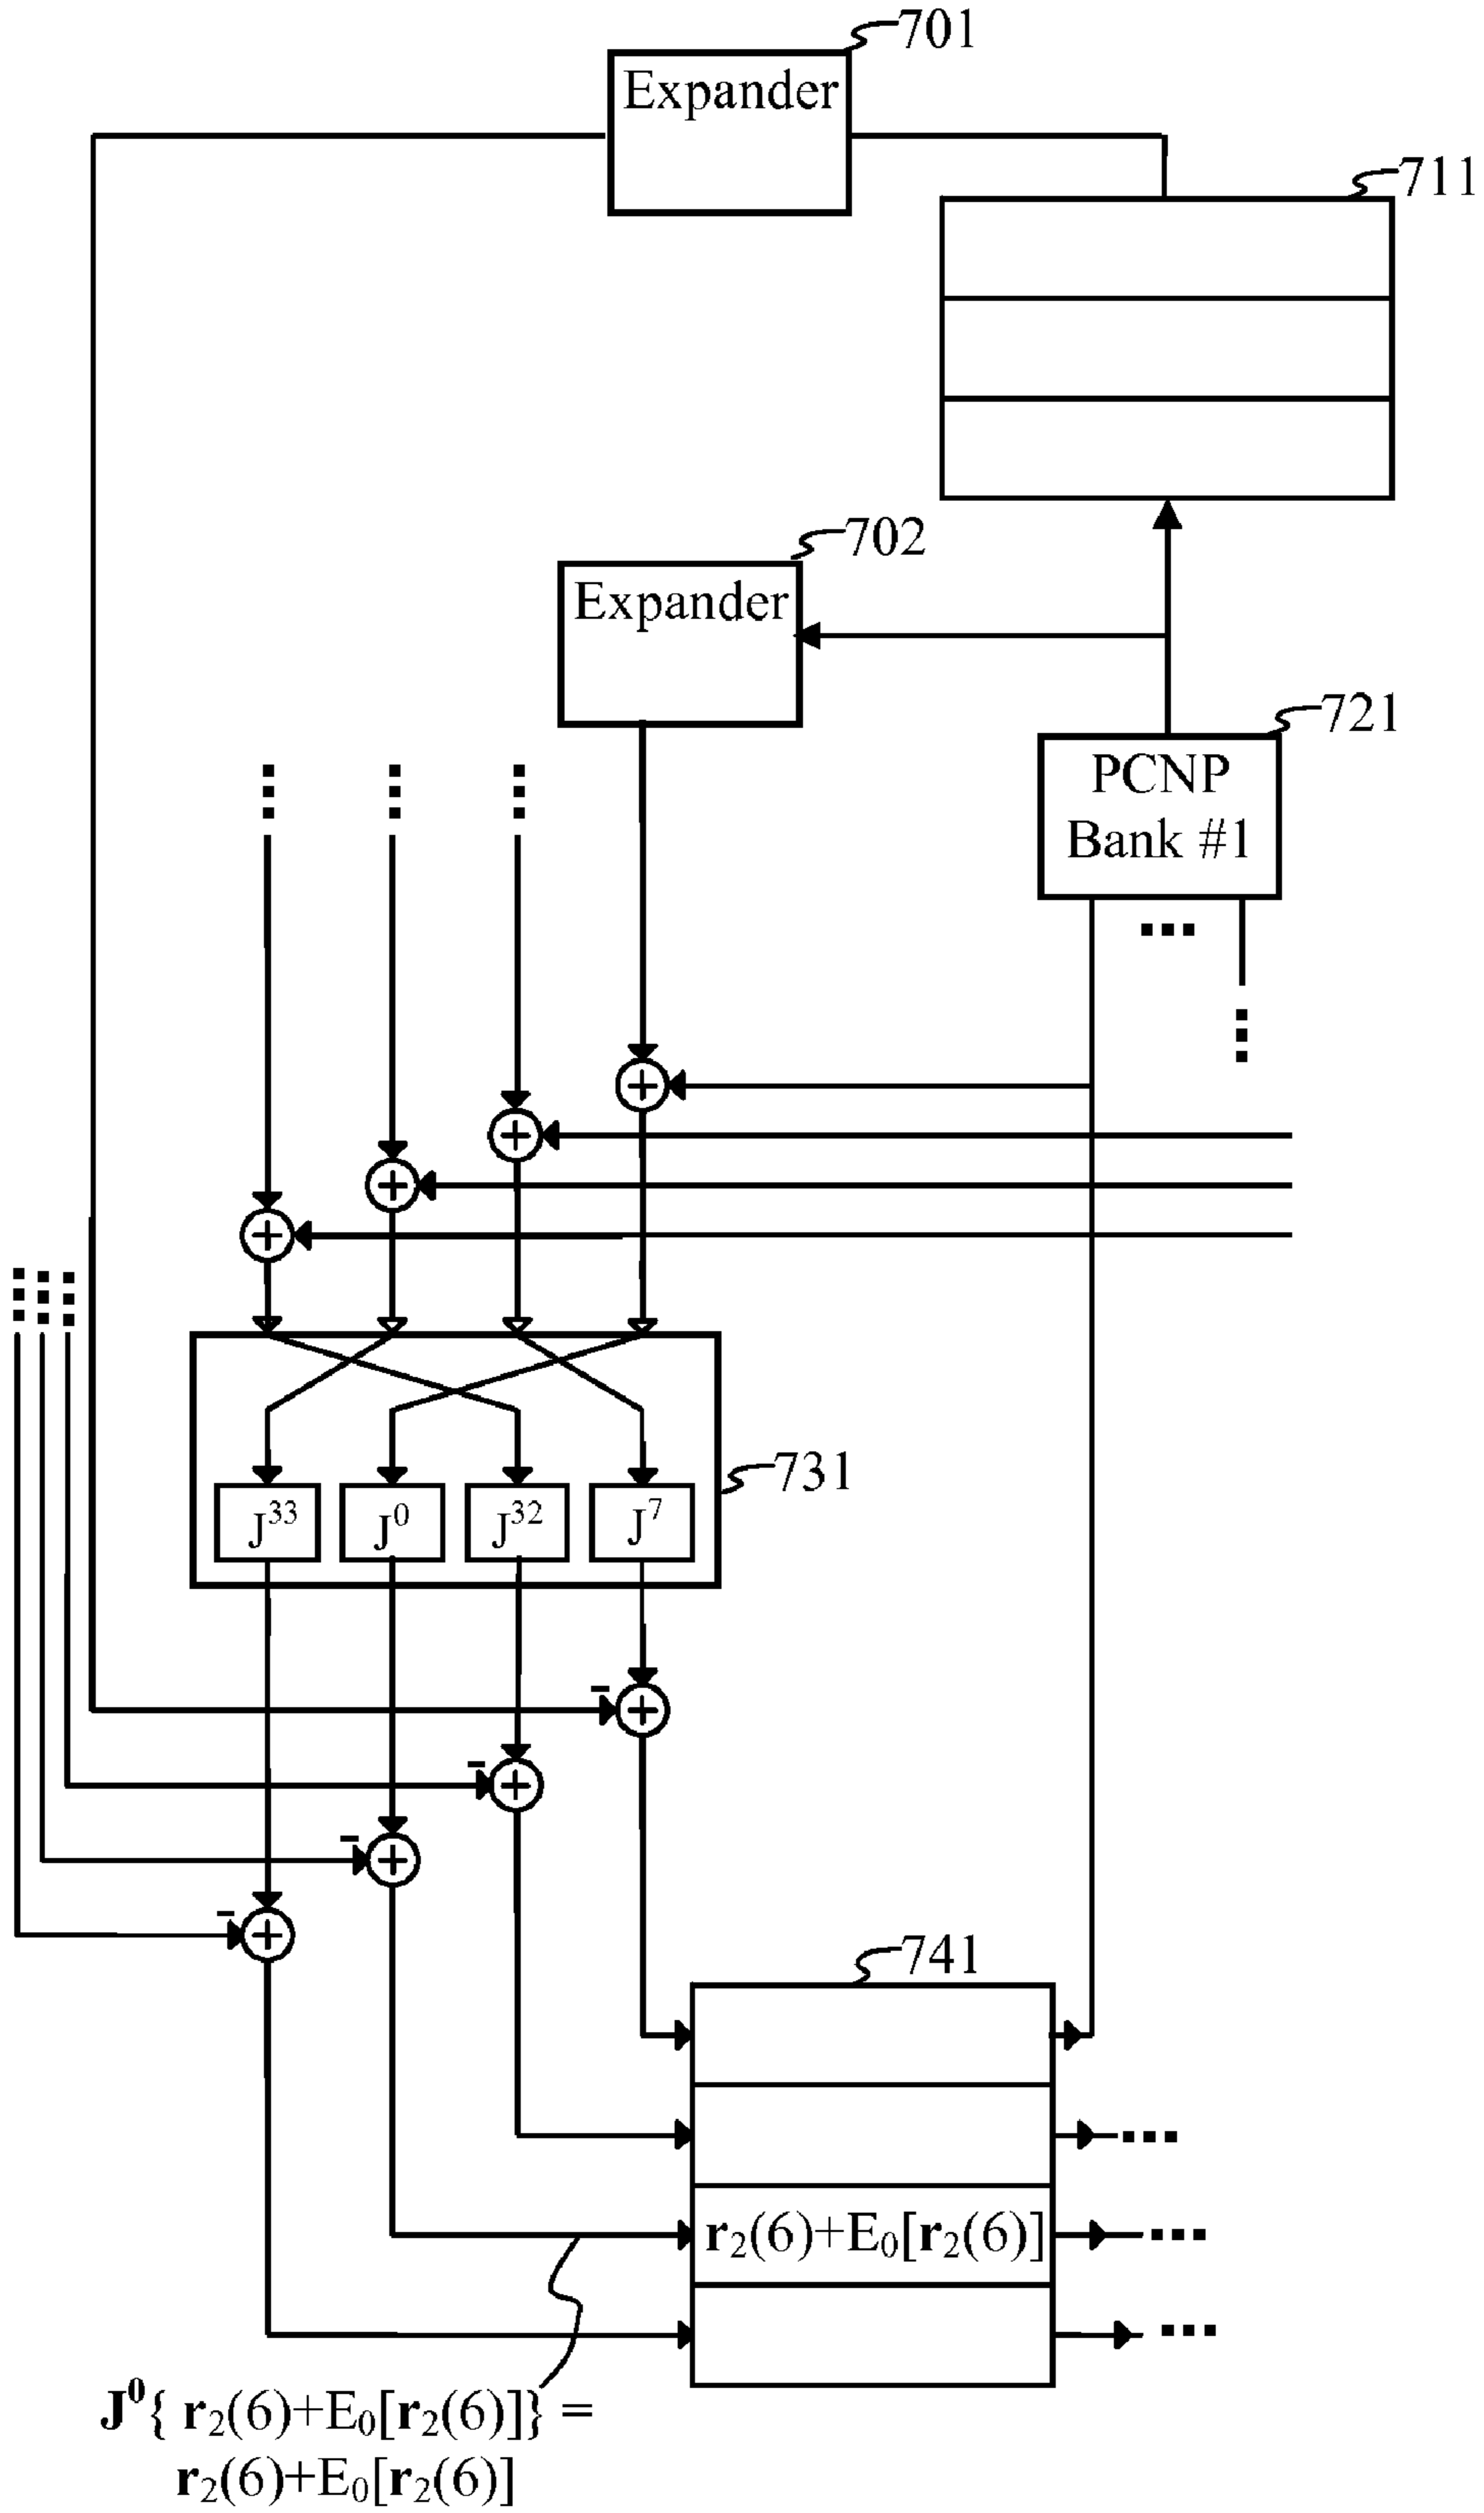 701
Expander
711
702
Expander
721
PCNP
Bank #1
J³³ J⁰ J³² J⁷
731
741
r₂(6)+E₀[r₂(6)]
J⁰{ r₂(6)+E₀[r₂(6)]} =
r₂(6)+E₀[r₂(6)]